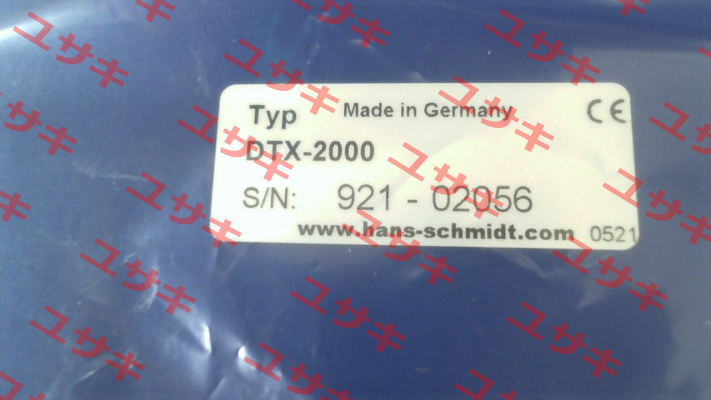 Typ Made in Germany CE
DTX-2000
S/N: 921 - 02056
www.hans-schmidt.com 0521
ユサキ